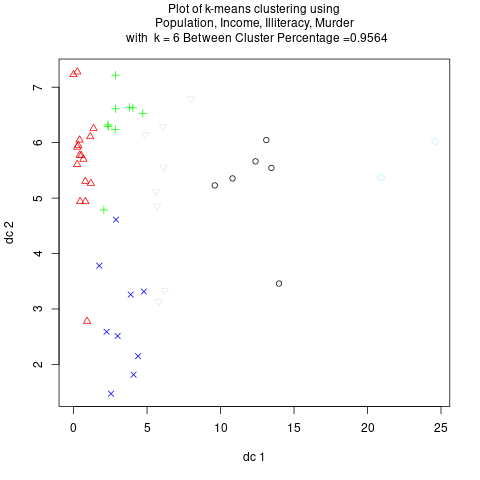 Plot of k-means clustering using
Population, Income, Illiteracy, Murder
with k = 6 Between Cluster Percentage =0.9564
7
6
5
4
3
2
dc 2
0 5 10 15 20 25
dc 1